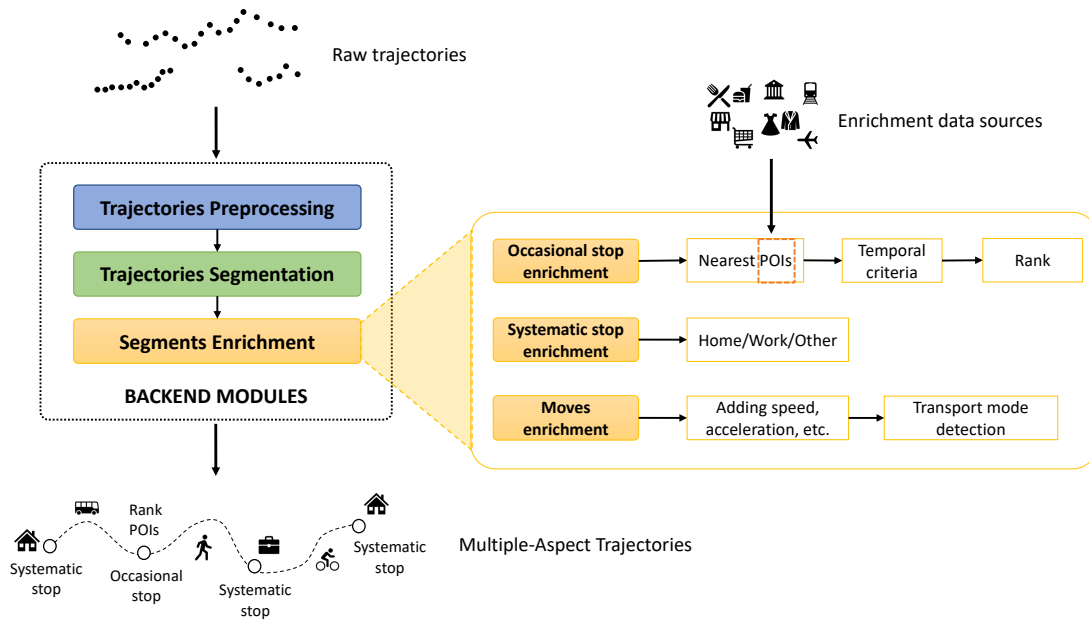 Raw trajectories
Enrichment data sources
Trajectories Preprocessing
Trajectories Segmentation
Segments Enrichment
BACKEND MODULES
Occasional stop
enrichment
Nearest POIs
Temporal
criteria
Rank
Systematic stop
enrichment
Home/Work/Other
Moves
enrichment
Adding speed,
acceleration, etc.
Transport mode
detection
Rank
POIs
Systematic
stop
Occasional
stop
Systematic
stop
Systematic
stop
Multiple-Aspect Trajectories